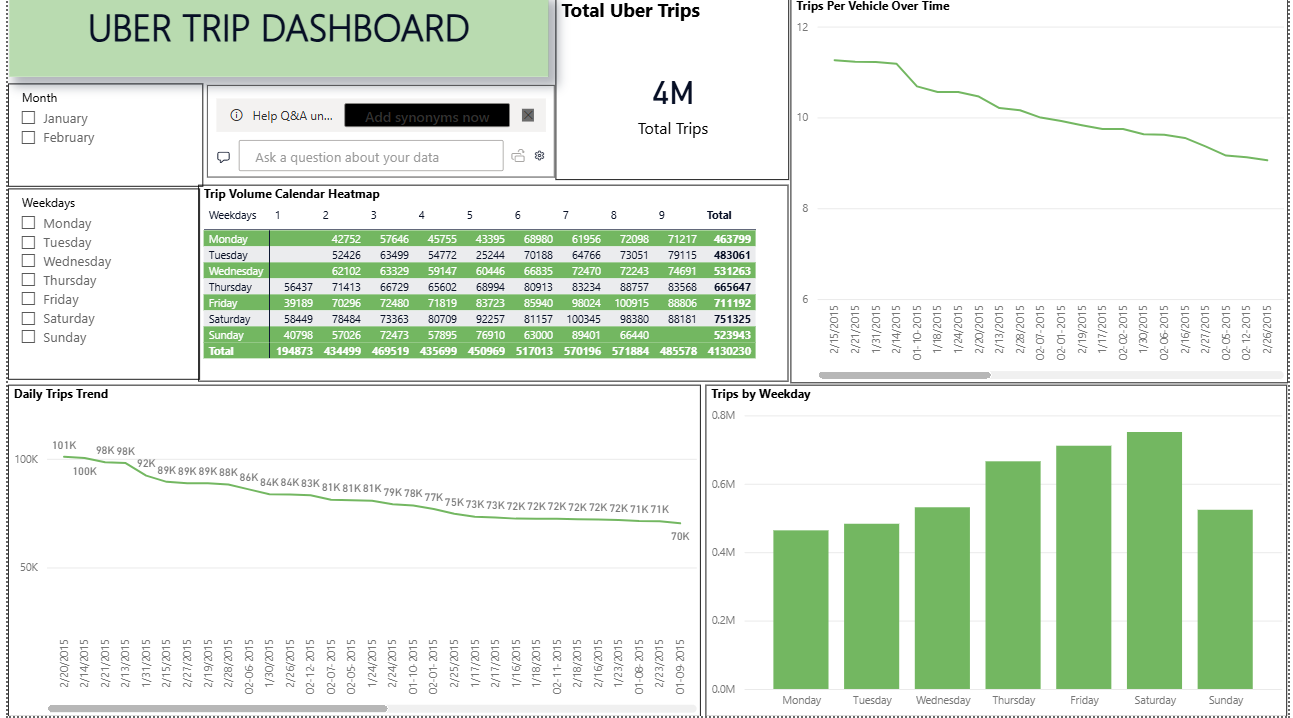 UBER TRIP DASHBOARD
Total Uber Trips
4M
Total Trips
Trips Per Vehicle Over Time
12
10
8
6
2/15/2015 2/21/2015 1/31/2015 2/14/2015 01-10-2015 1/18/2015 1/24/2015 2/20/2015 2/13/2015 2/28/2015 02-07-2015 02-01-2015 2/19/2015 1/17/2015 02-02-2015 1/30/2015 02-06-2015 2/16/2015 2/27/2015 02-05-2015 02-12-2015 2/26/2015
Month
January
February
Help Q&A un...
Add synonyms now
Ask a question about your data
Weekdays
Monday
Tuesday
Wednesday
Thursday
Friday
Saturday
Sunday
Trip Volume Calendar Heatmap
Weekdays 1 2 3 4 5 6 7 8 9 Total
Monday 42752 57646 45755 43395 68980 61956 72098 71217 463799
Tuesday 52426 63499 54772 25244 70188 64766 73051 79115 483061
Wednesday 62102 63329 59147 60446 66835 72470 72243 74691 531263
Thursday 56437 71413 66729 65602 68994 80913 83234 88757 83568 665647
Friday 39189 70296 72480 71819 83723 85940 98024 100915 88806 711192
Saturday 58449 78484 73363 80709 92257 81157 100345 98380 88181 751325
Sunday 40798 57026 72473 57895 76910 63000 89401 66440 523943
Total 194873 434499 469519 435699 450969 517013 570196 571884 485578 4130230
Daily Trips Trend
101K 100K 98K 98K 92K 89K 89K 89K 88K 86K 84K 84K 83K 81K 81K 81K 79K 78K 77K 75K 73K 73K 72K 72K 72K 72K 72K 72K 71K 71K 70K
100K
50K
2/20/2015 2/14/2015 2/21/2015 2/13/2015 1/31/2015 2/15/2015 2/27/2015 2/19/2015 2/28/2015 02-06-2015 1/30/2015 2/26/2015 02-12-2015 02-07-2015 02-05-2015 1/24/2015 2/24/2015 01-10-2015 02-01-2015 2/25/2015 1/17/2015 2/17/2015 1/16/2015 1/18/2015 02-11-2015 2/18/2015 2/16/2015 1/23/2015 01-08-2015 2/23/2015 01-09-2015
Trips by Weekday
0.8M
0.6M
0.4M
0.2M
0.0M
Monday Tuesday Wednesday Thursday Friday Saturday Sunday